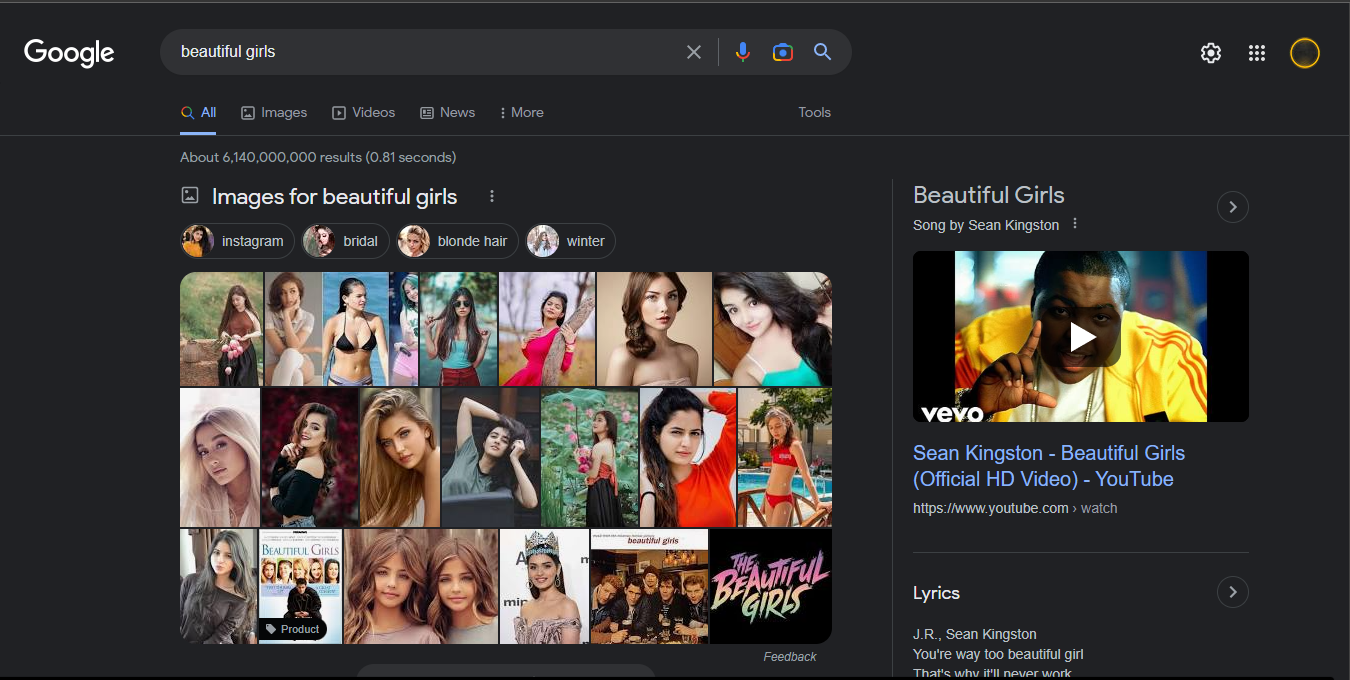 Google
beautiful girls
All
Images
Videos
News
More
Tools
About 6,140,000,000 results (0.81 seconds)
Images for beautiful girls
instagram
bridal
blonde hair
winter
BEAUTIFUL GIRLS
Product
beautiful girls
THE
BEAUTIFUL
GIRLS
Feedback
Beautiful Girls
Song by Sean Kingston
vevo
Sean Kingston - Beautiful Girls
(Official HD Video) - YouTube
https://www.youtube.com › watch
Lyrics
J.R., Sean Kingston
You're way too beautiful girl
That's why it'll never work